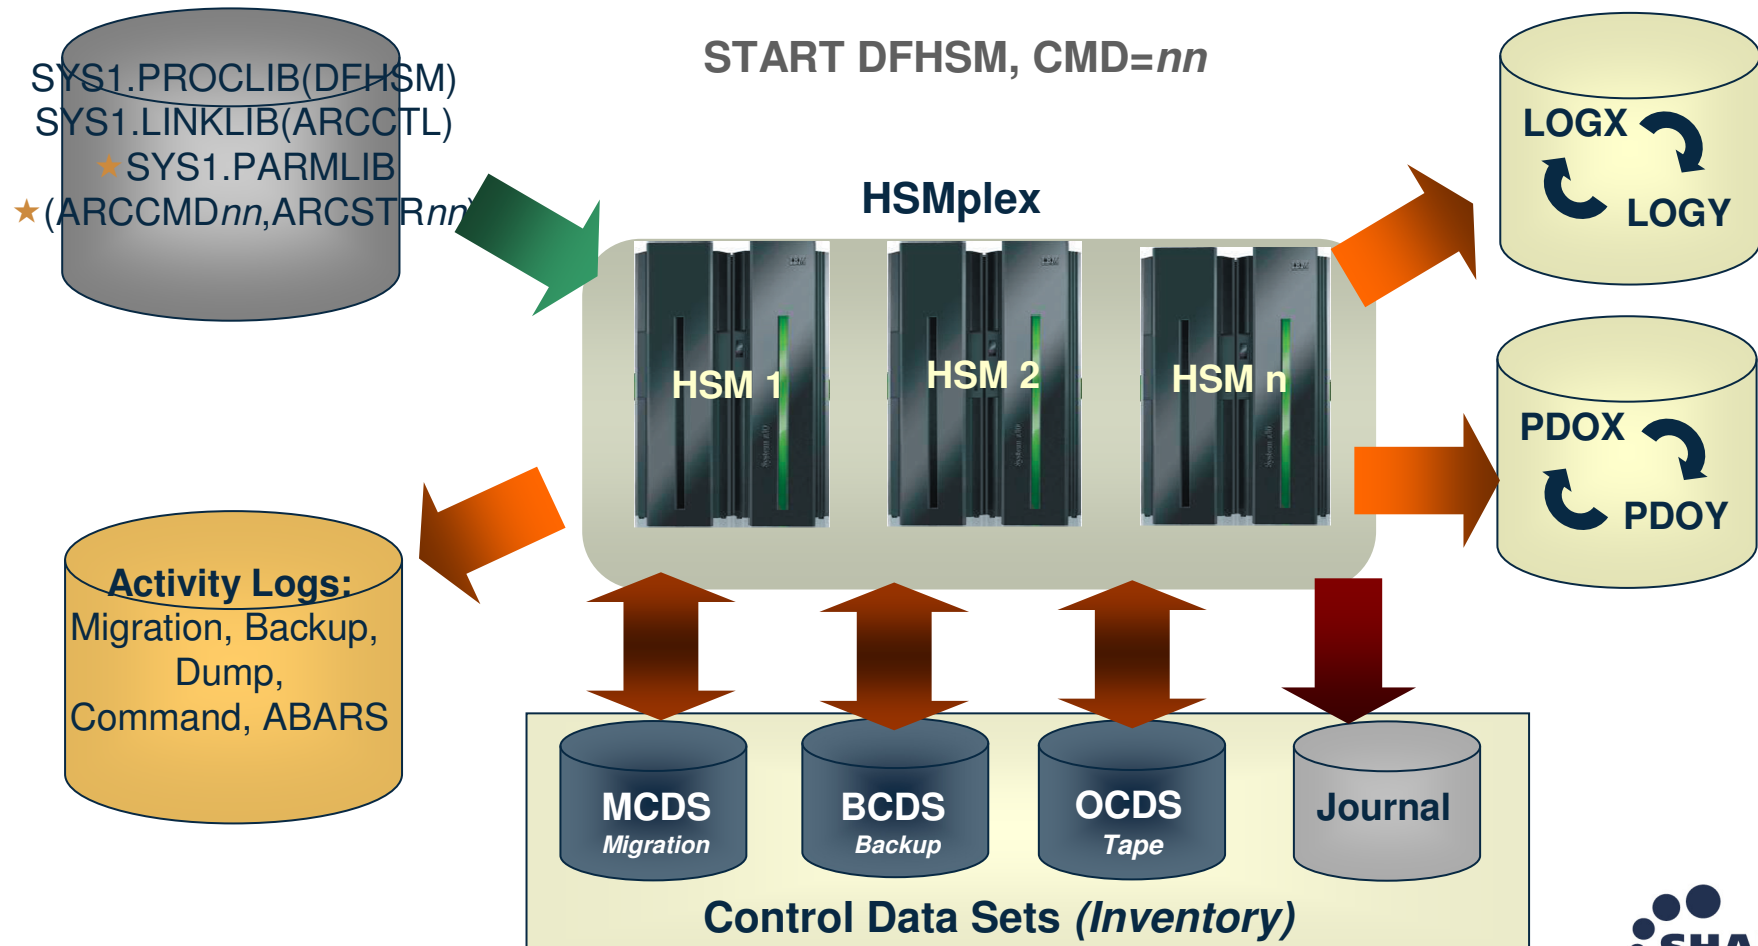 START DFHSM, CMD=nn
SYS1.PROCLIB(DFHSM)
SYS1.LINKLIB(ARCCTL)
★SYS1.PARMLIB
★(ARCCMDnn,ARCSTRnn)
HSMplex
HSM 1
HSM 2
HSM n
LOGX
LOGY
PDOX
PDOY
Activity Logs:
Migration, Backup,
Dump,
Command, ABARS
MCDS
Migration
BCDS
Backup
OCDS
Tape
Journal
Control Data Sets (Inventory)